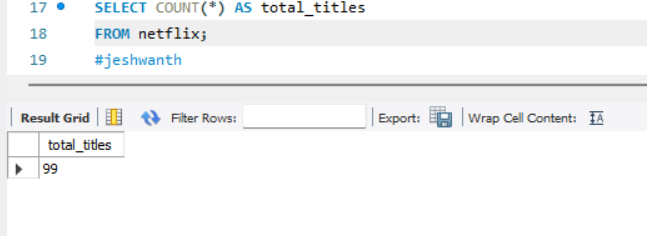 17 SELECT COUNT(*) AS total_titles
18 FROM netflix;
19 #jeshwanth
Result Grid Filter Rows: Export: Wrap Cell Content: IA
total_titles
99